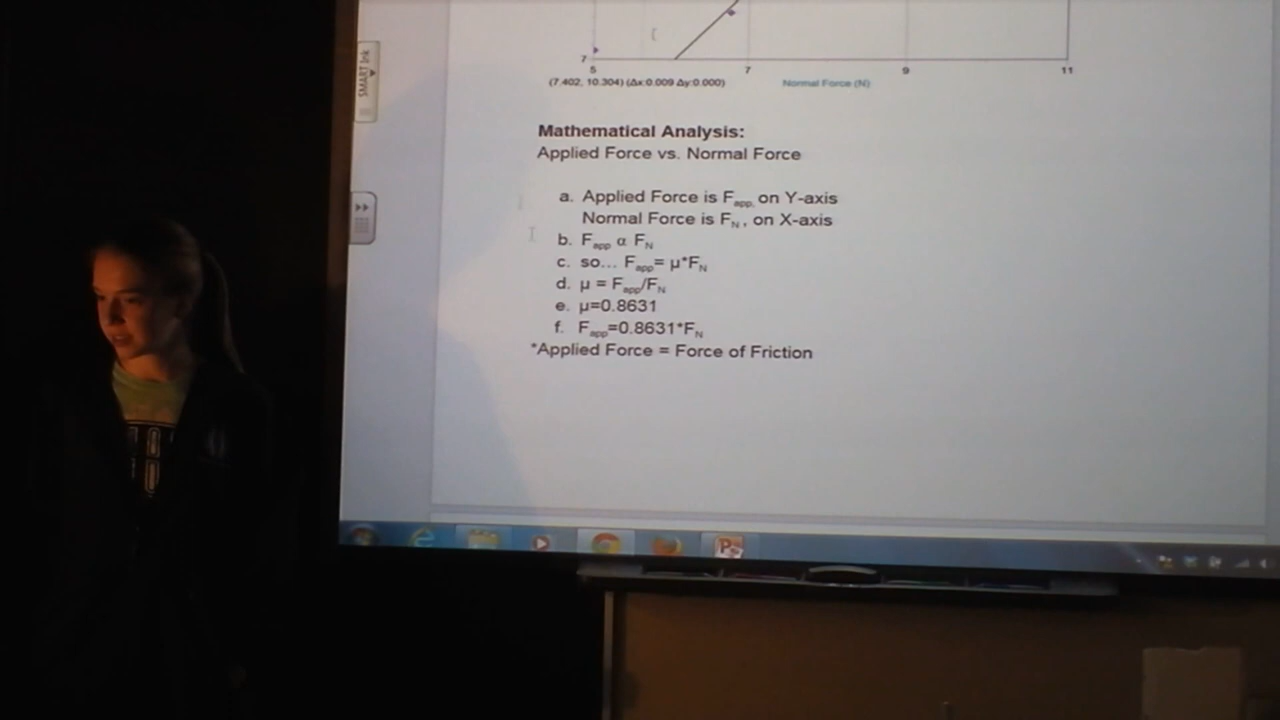 SMART Ink
7
5 7 9 11
(7.402, 10.304) (Δx:0.009 Δy:0.000) Normal Force (N)
Mathematical Analysis:
Applied Force vs. Normal Force
a. Applied Force is Fapp, on Y-axis
Normal Force is FN, on X-axis
b. Fapp α FN
c. so... Fapp= μ*FN
d. μ = Fapp/FN
e. μ=0.8631
f. Fapp=0.8631*FN
*Applied Force = Force of Friction